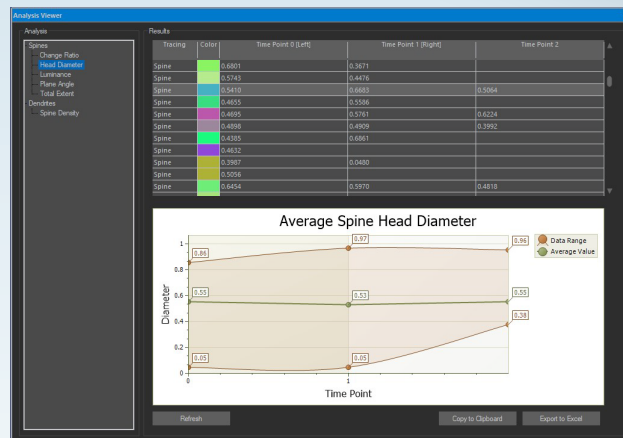 Analysis Viewer
Analysis
Spines
Change Ratio
Head Diameter
Luminance
Plane Angle
Total Extent
Dendrites
Spine Density
Results
Tracing Color Time Point 0 [Left] Time Point 1 [Right] Time Point 2
Spine 0.6801 0.3671
Spine 0.5743 0.4476
Spine 0.5410 0.6683 0.5064
Spine 0.4655 0.5586
Spine 0.4695 0.5761 0.6224
Spine 0.4898 0.4909 0.3992
Spine 0.4385 0.6861
Spine 0.4632
Spine 0.3987 0.0480
Spine 0.5056
Spine 0.6454 0.5970 0.4818
Average Spine Head Diameter
Diameter
1
0.8
0.6
0.4
0.2
0
0.86
0.97
0.96
0.55
0.53
0.55
0.38
0.05
0.05
0 1
Time Point
Data Range
Average Value
Refresh Copy to Clipboard Export to Excel